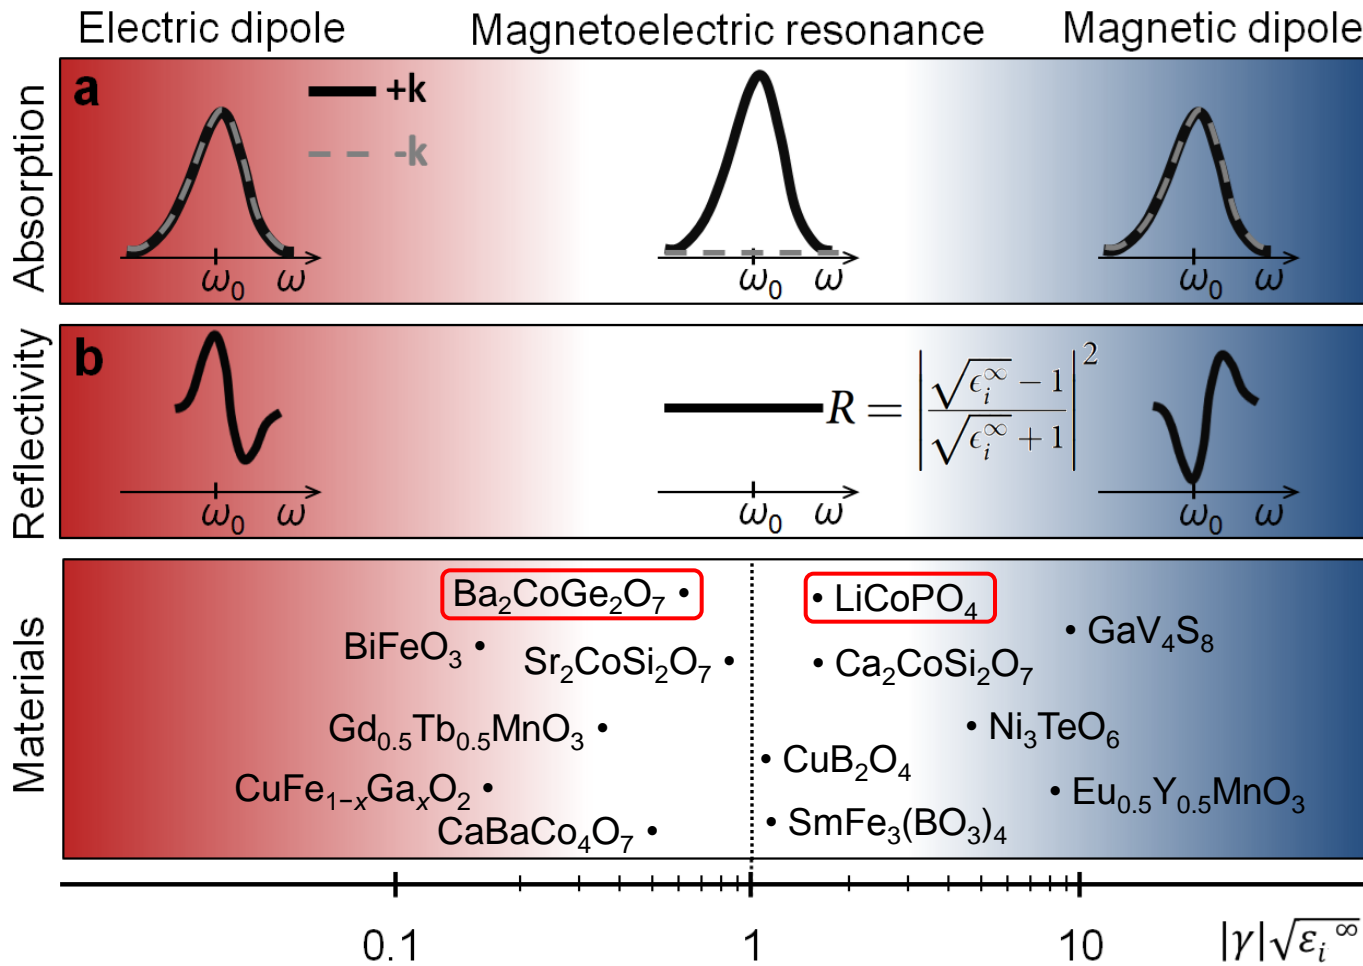 Electric dipole Magnetoelectric resonance Magnetic dipole
Absorption
a
+k
-k
ω₀ ω
ω₀ ω
ω₀ ω
Reflectivity
b
R = |(√ϵᵢ^∞ − 1)/(√ϵᵢ^∞ + 1)|²
ω₀ ω
ω₀ ω
ω₀ ω
Materials
Ba₂CoGe₂O₇ • • LiCoPO₄
BiFeO₃ • • GaV₄S₈
Sr₂CoSi₂O₇ • • Ca₂CoSi₂O₇
Gd₀.₅Tb₀.₅MnO₃ • • Ni₃TeO₆
• CuB₂O₄
CuFe₁₋ₓGaₓO₂ • • Eu₀.₅Y₀.₅MnO₃
CaBaCo₄O₇ • • SmFe₃(BO₃)₄
0.1 1 10 |γ|√εᵢ^∞